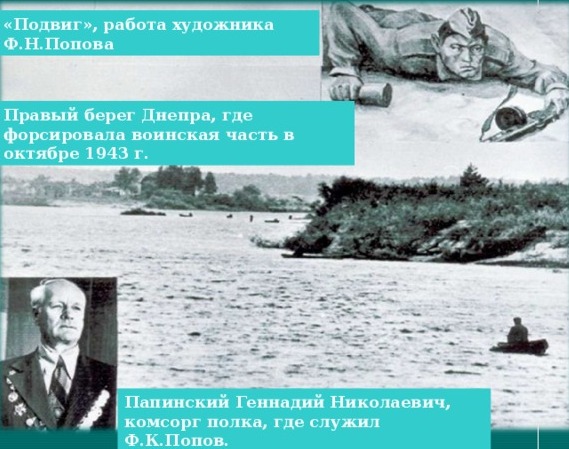 «Подвиг», работа художника
Ф.Н.Попова
Правый берег Днепра, где
форсировала воинская часть в
октябре 1943 г.
Папинский Геннадий Николаевич,
комсорг полка, где служил
Ф.К.Попов.